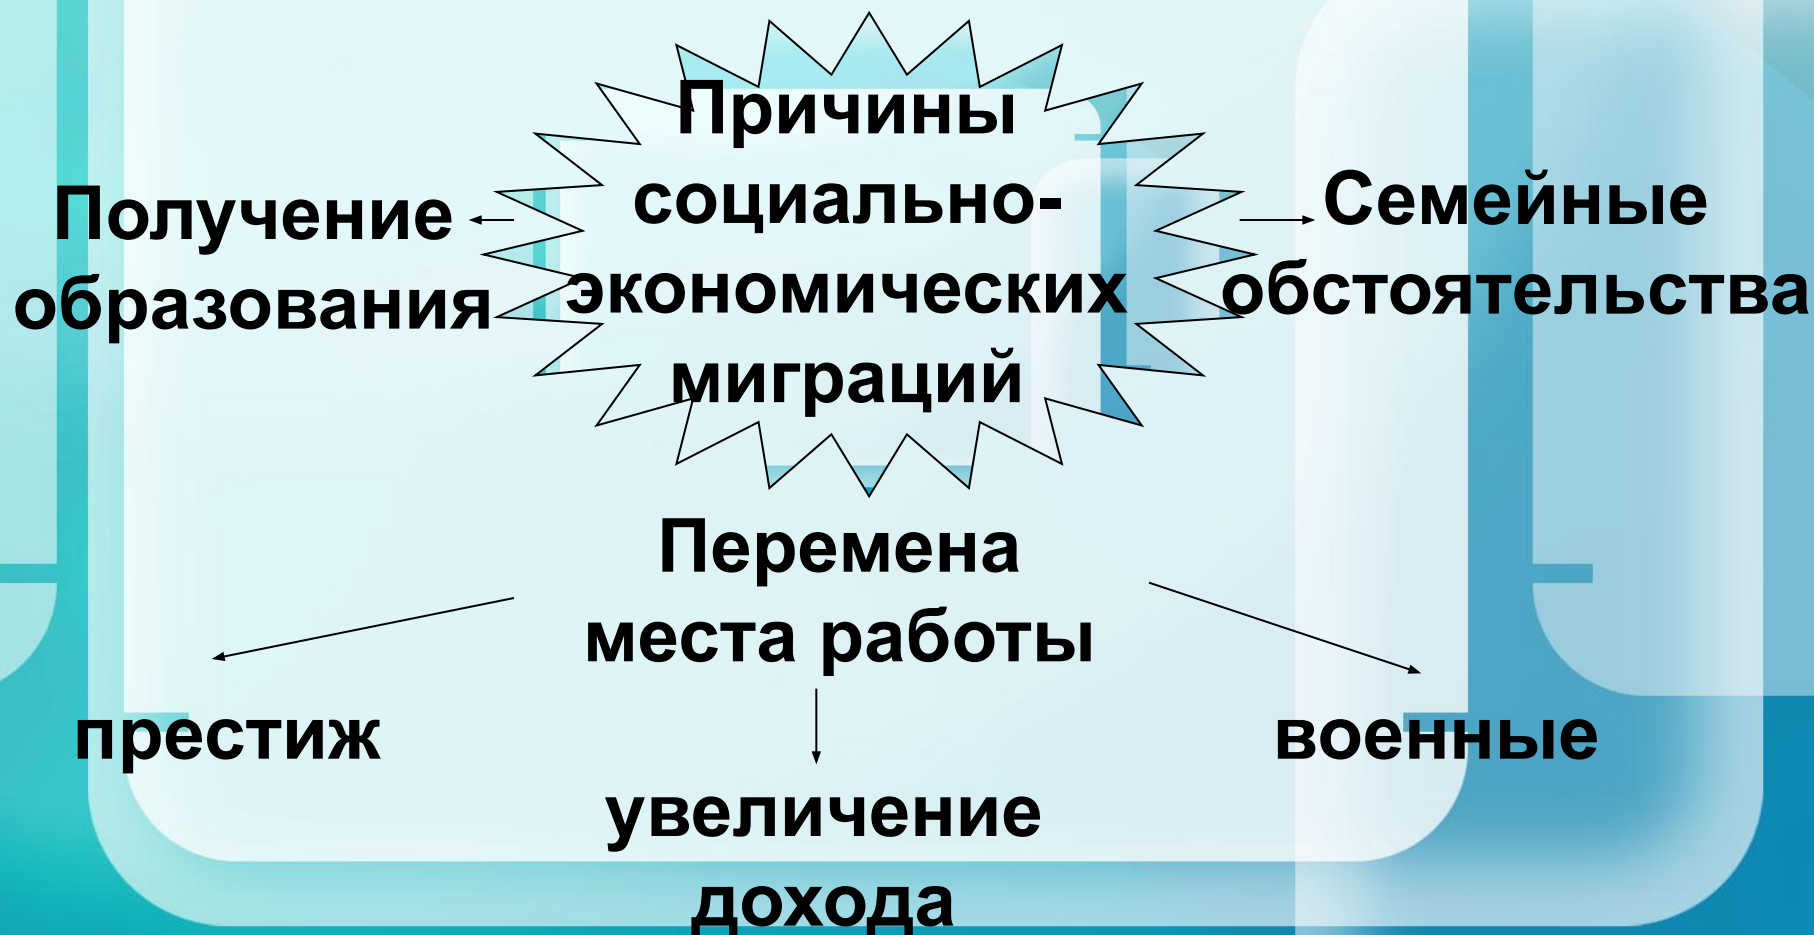 Причины
социально-
экономических
миграций
Получение
образования
Семейные
обстоятельства
Перемена
места работы
престиж
увеличение
дохода
военные